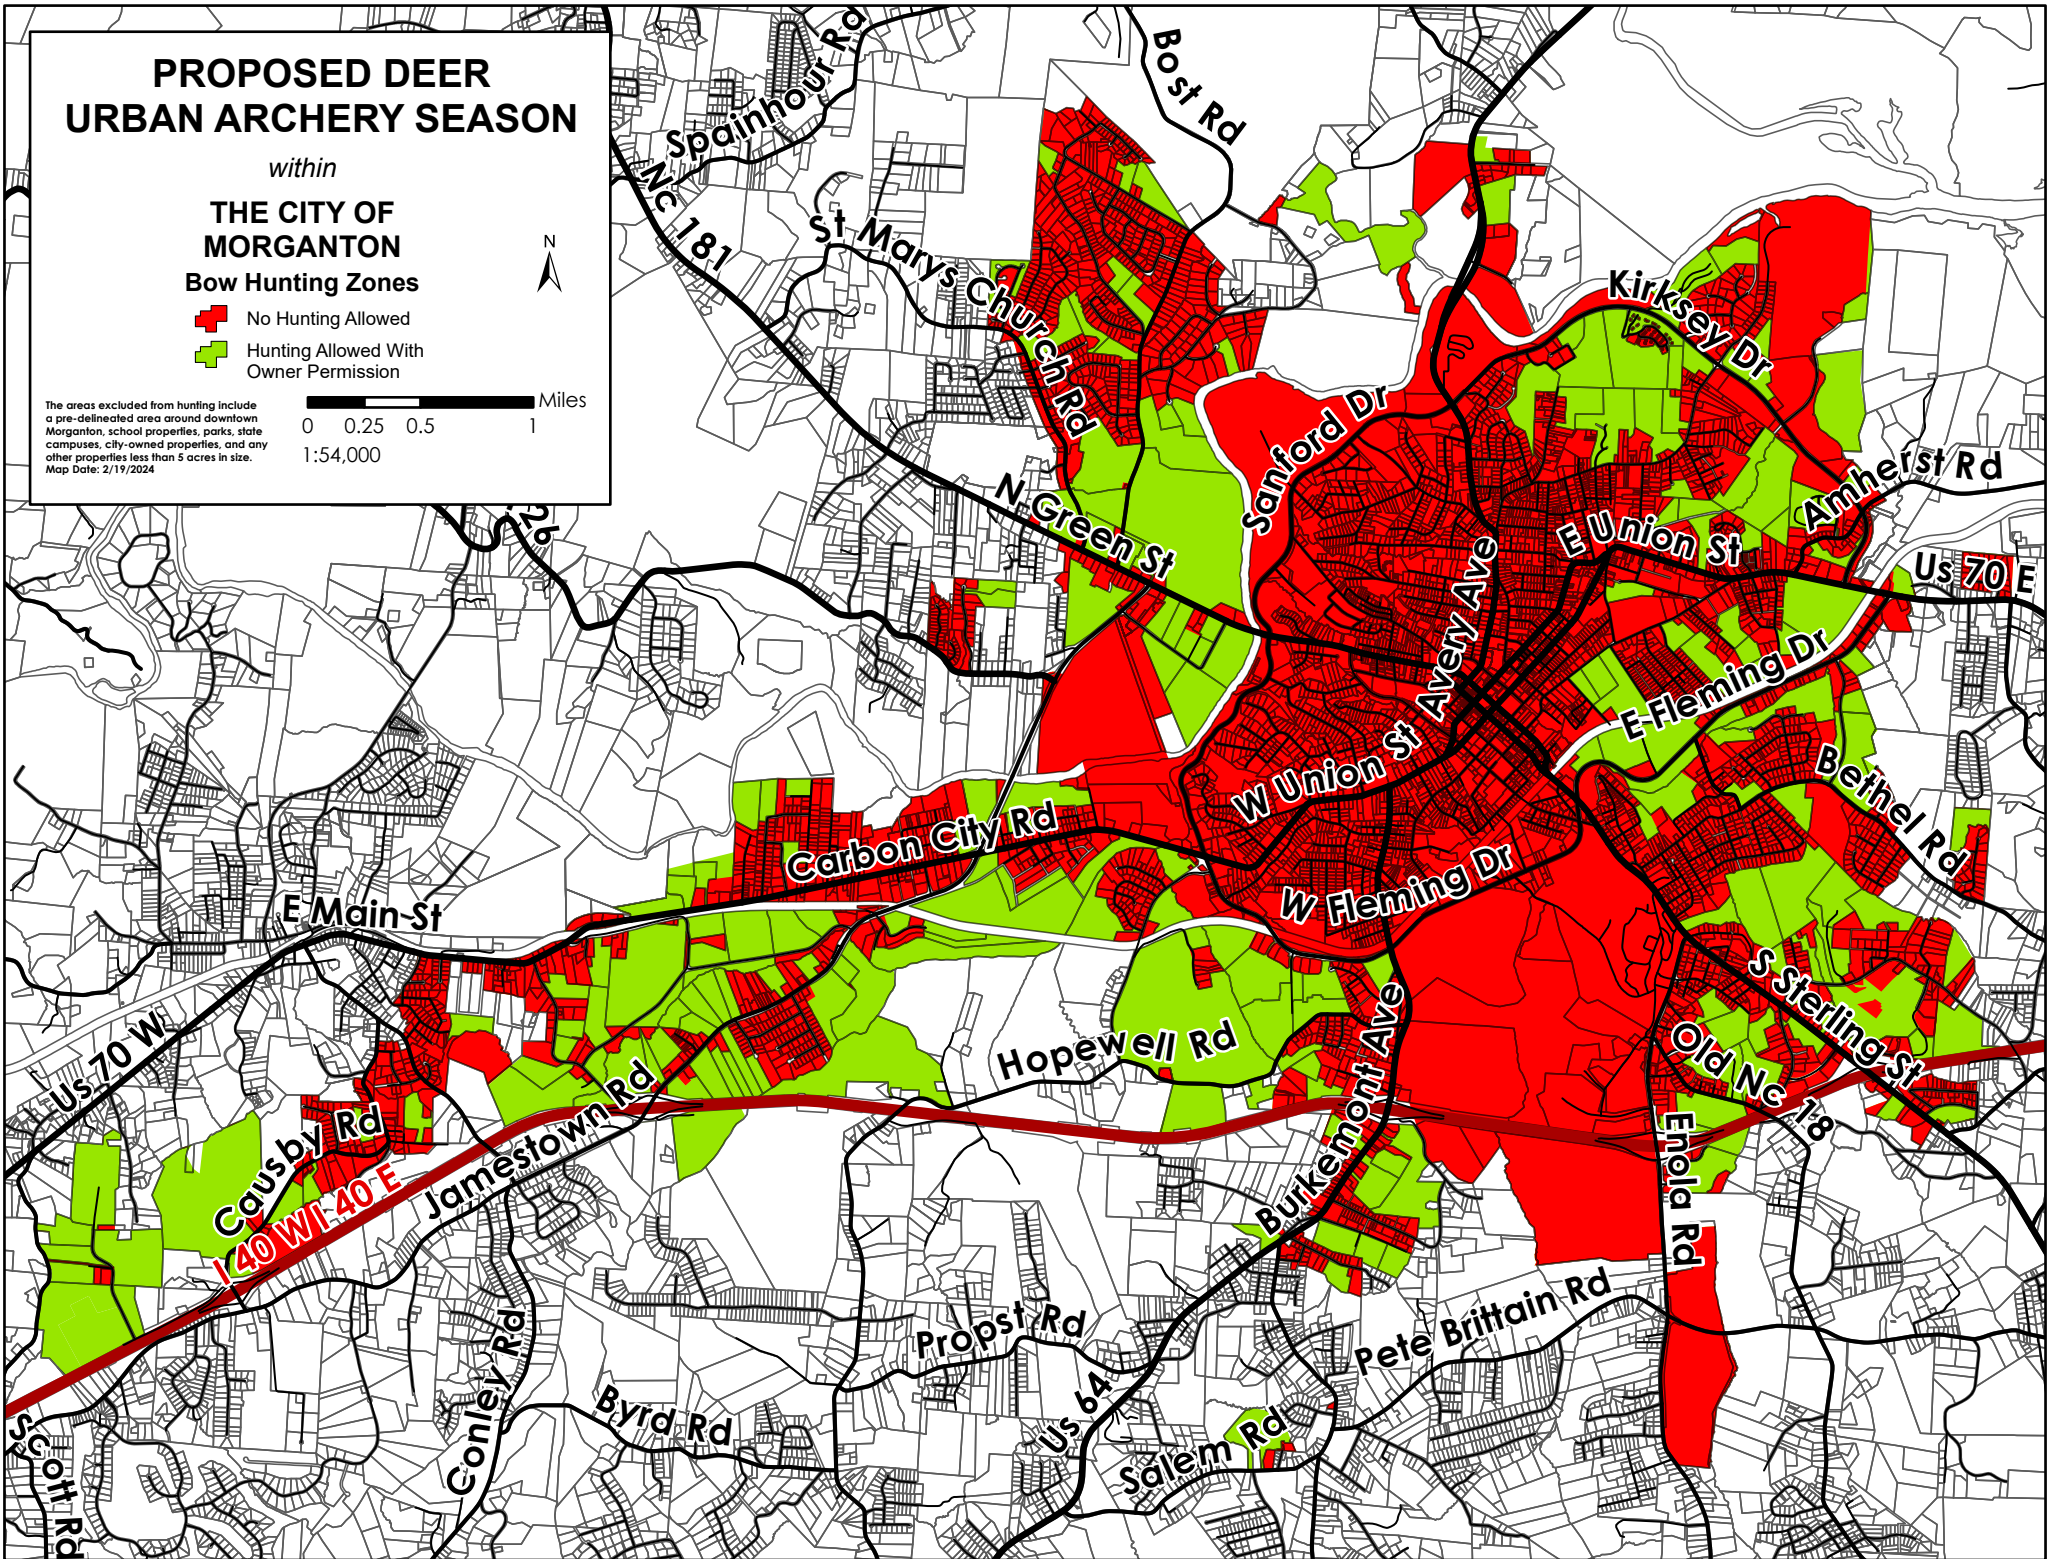 PROPOSED DEER
URBAN ARCHERY SEASON
within
THE CITY OF
MORGANTON
Bow Hunting Zones
N
No Hunting Allowed
Hunting Allowed With
Owner Permission
The areas excluded from hunting include
a pre-delineated area around downtown
Morganton, school properties, parks, state
campuses, city-owned properties, and any
other properties less than 5 acres in size.
Map Date: 2/19/2024
Miles
0 0.25 0.5 1
1:54,000
Spainhour Rd
Bost Rd
Nc 181
St Marys Church Rd
Kirksey Dr
Sanford Dr
Amherst Rd
N Green St
26
E Union St
Us 70 E
Avery Ave
E Fleming Dr
W Union St
Bethel Rd
Carbon City Rd
W Fleming Dr
E Main St
S Sterling St
Us 70 W
Hopewell Rd
Old Nc 18
Burkemont Ave
Causby Rd
Jamestown Rd
Enola Rd
I 40 W I 40 E
Propst Rd
Pete Brittain Rd
Conley Rd
Byrd Rd
Us 64
Salem Rd
Scott Rd